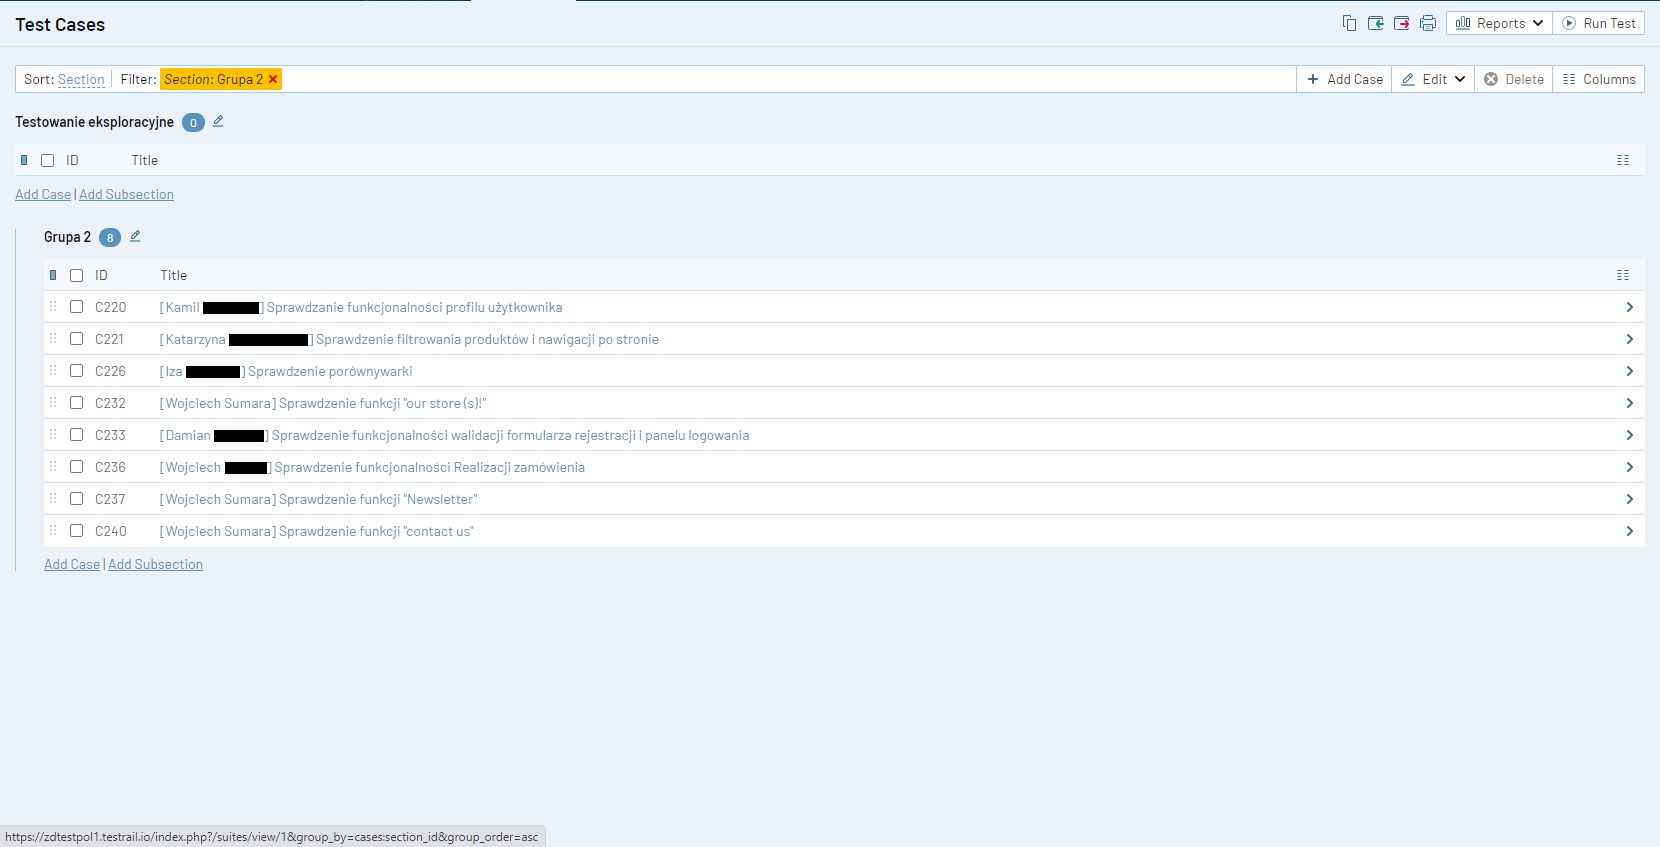 Test Cases
Reports
Run Test
Sort: Section
Filter: Section: Grupa 2
Add Case
Edit
Delete
Columns
Testowanie eksploracyjne 0
ID Title
Add Case | Add Subsection
Grupa 2 8
ID Title
C220 [Kamil ] Sprawdzanie funkcjonalności profilu użytkownika
C221 [Katarzyna ] Sprawdzenie filtrowania produktów i nawigacji po stronie
C226 [Iza ] Sprawdzenie porównywarki
C232 [Wojciech Sumara] Sprawdzenie funkcji "our store (s)!"
C233 [Damian ] Sprawdzenie funkcjonalności walidacji formularza rejestracji i panelu logowania
C236 [Wojciech ] Sprawdzenie funkcjonalności Realizacji zamówienia
C237 [Wojciech Sumara] Sprawdzenie funkcji "Newsletter"
C240 [Wojciech Sumara] Sprawdzenie funkcji "contact us"
Add Case | Add Subsection
https://zdtestpol1.testrail.io/index.php?/suites/view/1&group_by=cases:section_id&group_order=asc